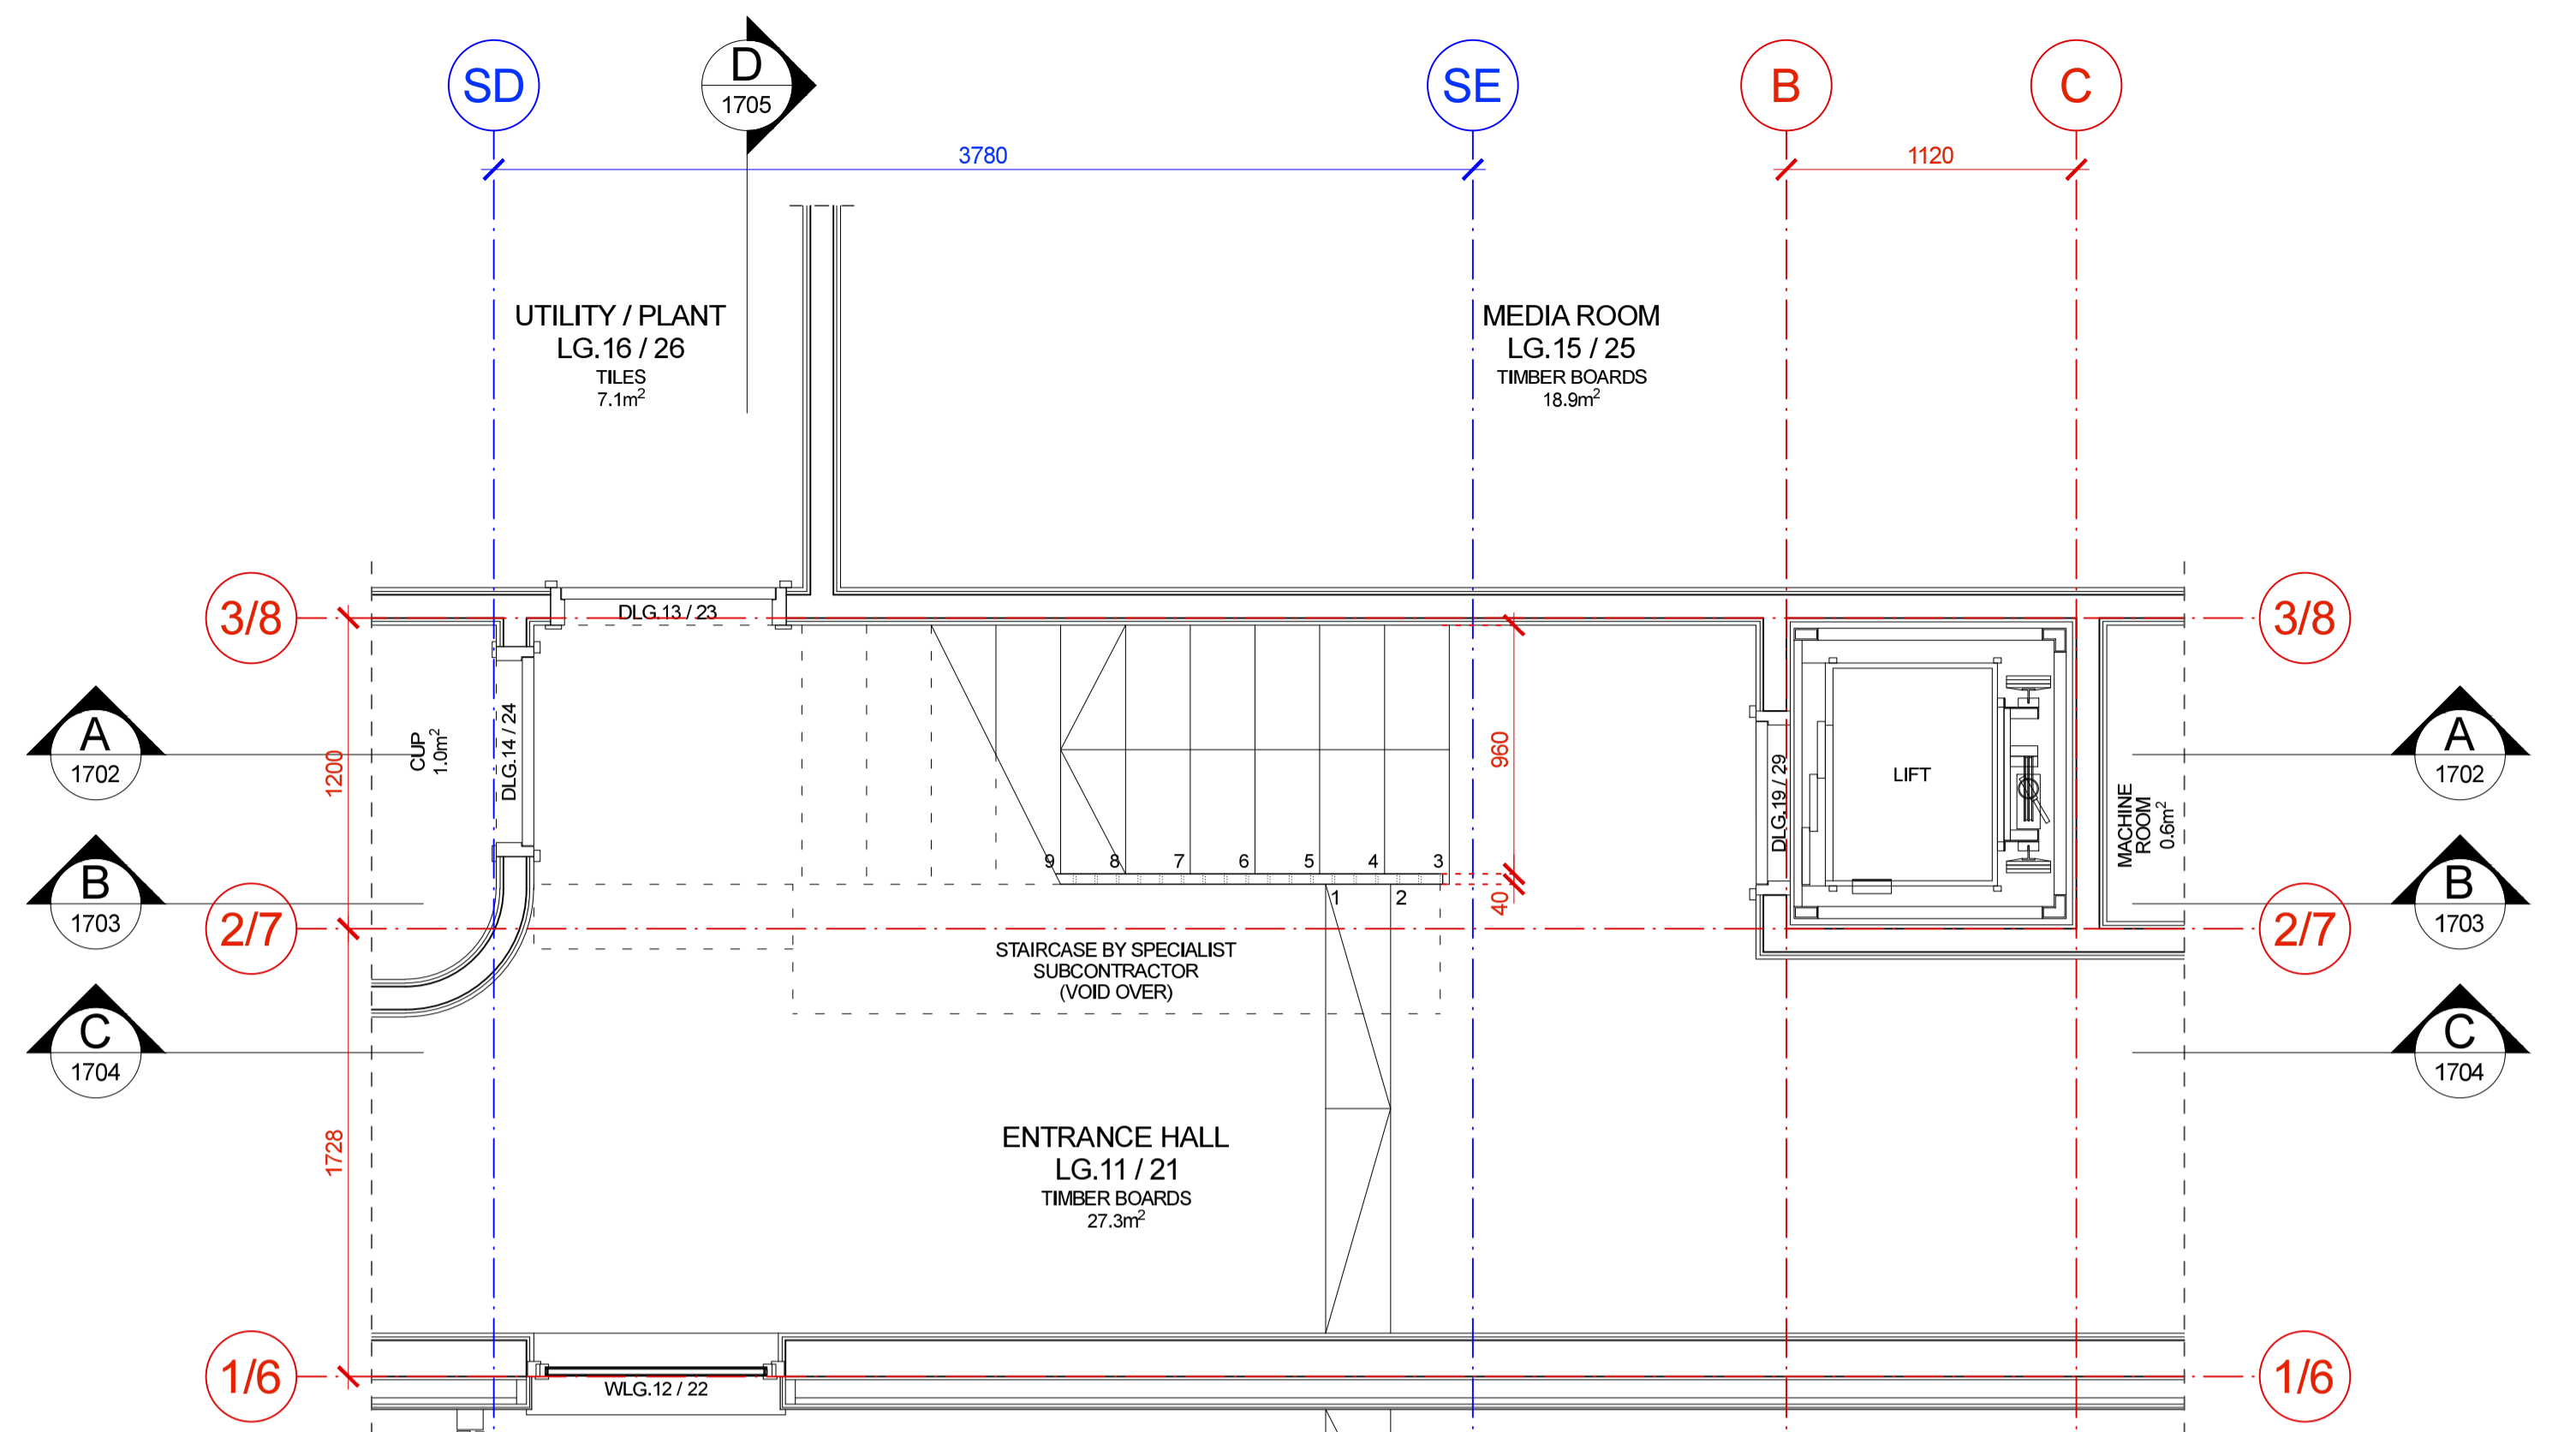 SD
D
1705
SE
B
C
3780
1120
UTILITY / PLANT
LG.16 / 26
TILES
7.1m²
MEDIA ROOM
LG.15 / 25
TIMBER BOARDS
18.9m²
3/8
DLG.13 / 23
3/8
A
1702
1200
CUP
1.0m²
DLG.14 / 24
960
DLG.19 / 29
LIFT
MACHINE
ROOM
0.6m²
A
1702
9 8 7 6 5 4 3
1 2
40
B
1703
B
1703
2/7
2/7
STAIRCASE BY SPECIALIST
SUBCONTRACTOR
(VOID OVER)
C
1704
C
1704
1728
ENTRANCE HALL
LG.11 / 21
TIMBER BOARDS
27.3m²
1/6
WLG.12 / 22
1/6